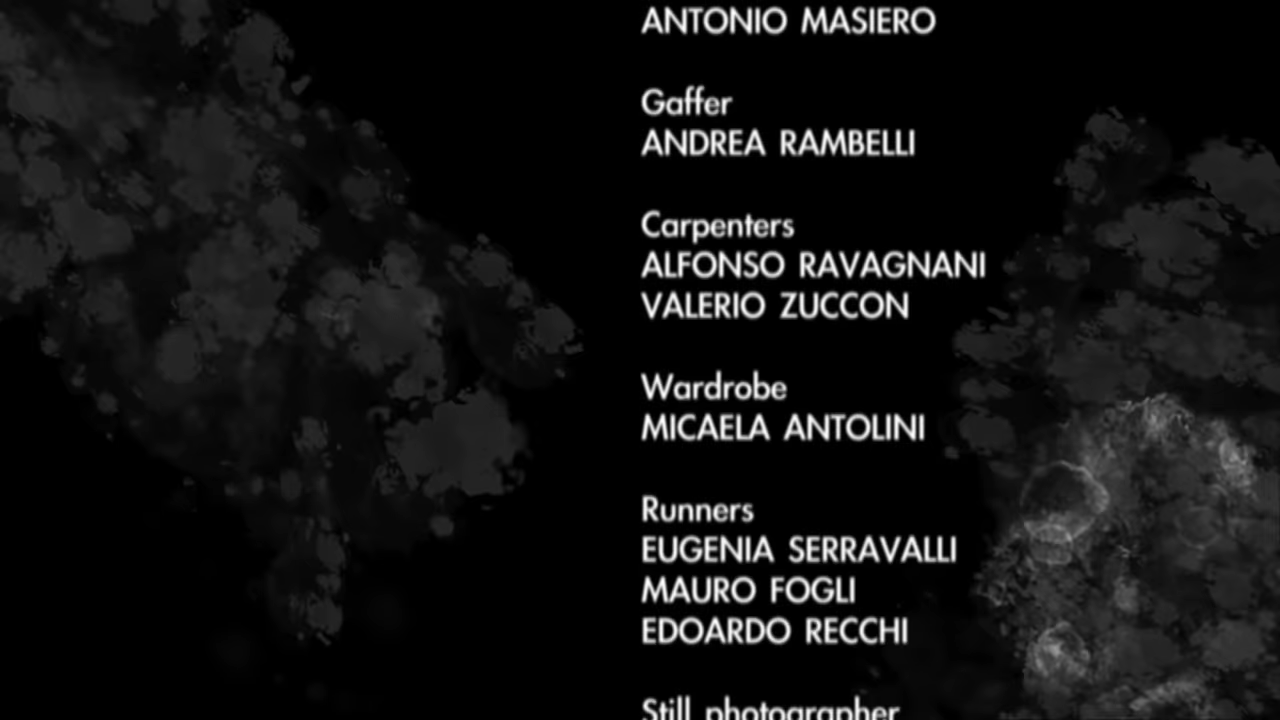 ANTONIO MASIERO
Gaffer
ANDREA RAMBELLI
Carpenters
ALFONSO RAVAGNANI
VALERIO ZUCCON
Wardrobe
MICAELA ANTOLINI
Runners
EUGENIA SERRAVALLI
MAURO FOGLI
EDOARDO RECCHI
Still photographer